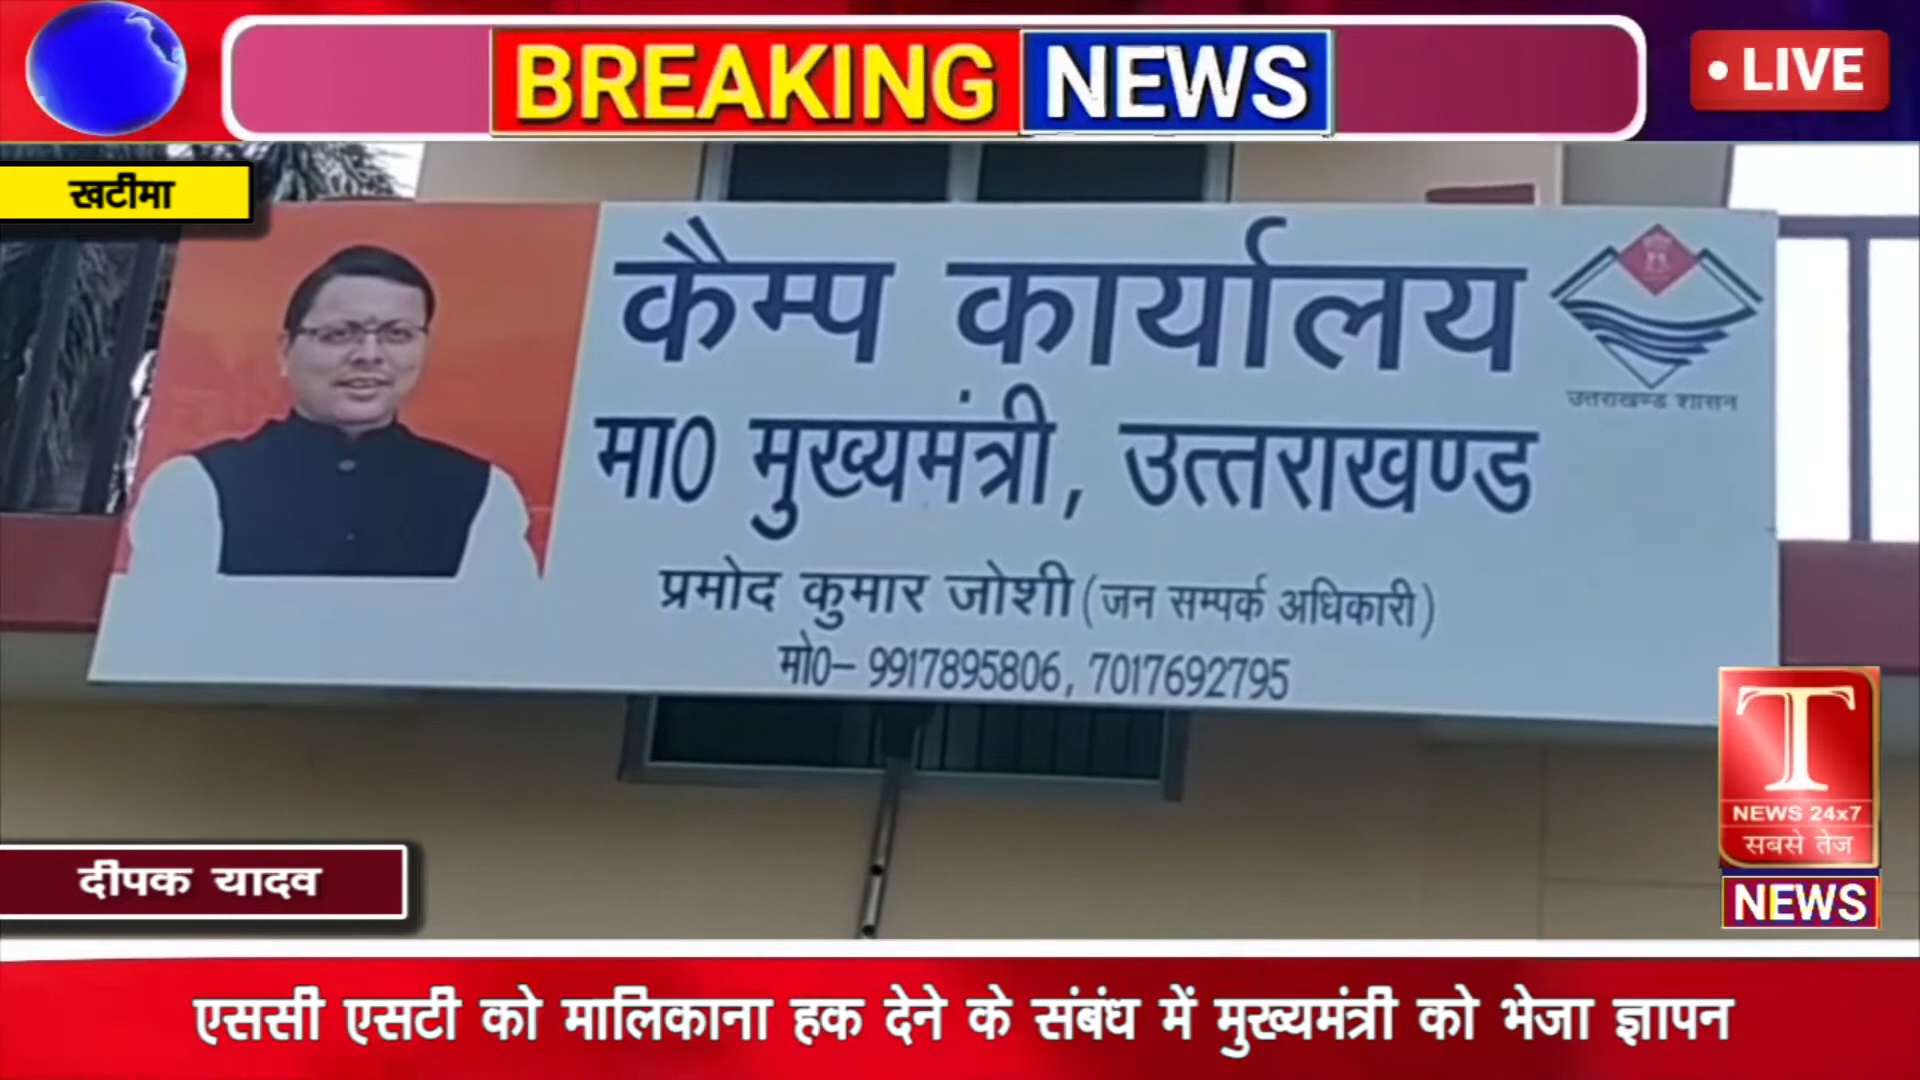 BREAKING NEWS
• LIVE
खटीमा
कैम्प कार्यालय
उत्तराखण्ड शासन
मा0 मुख्यमंत्री, उत्तराखण्ड
प्रमोद कुमार जोशी (जन सम्पर्क अधिकारी)
मो0– 9917895806, 7017692795
T
NEWS 24x7
सबसे तेज
NEWS
दीपक यादव
एससी एसटी को मालिकाना हक देने के संबंध में मुख्यमंत्री को भेजा ज्ञापन